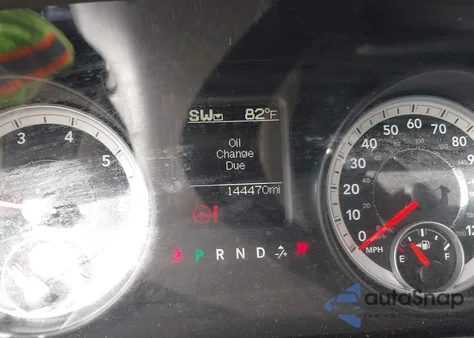 SW 82°F
Oil
Change
Due
144470mi
P R N D -/+
3 4 5
0 10 20 30 40 50 60 70 80
MPH
E F
autoSnap